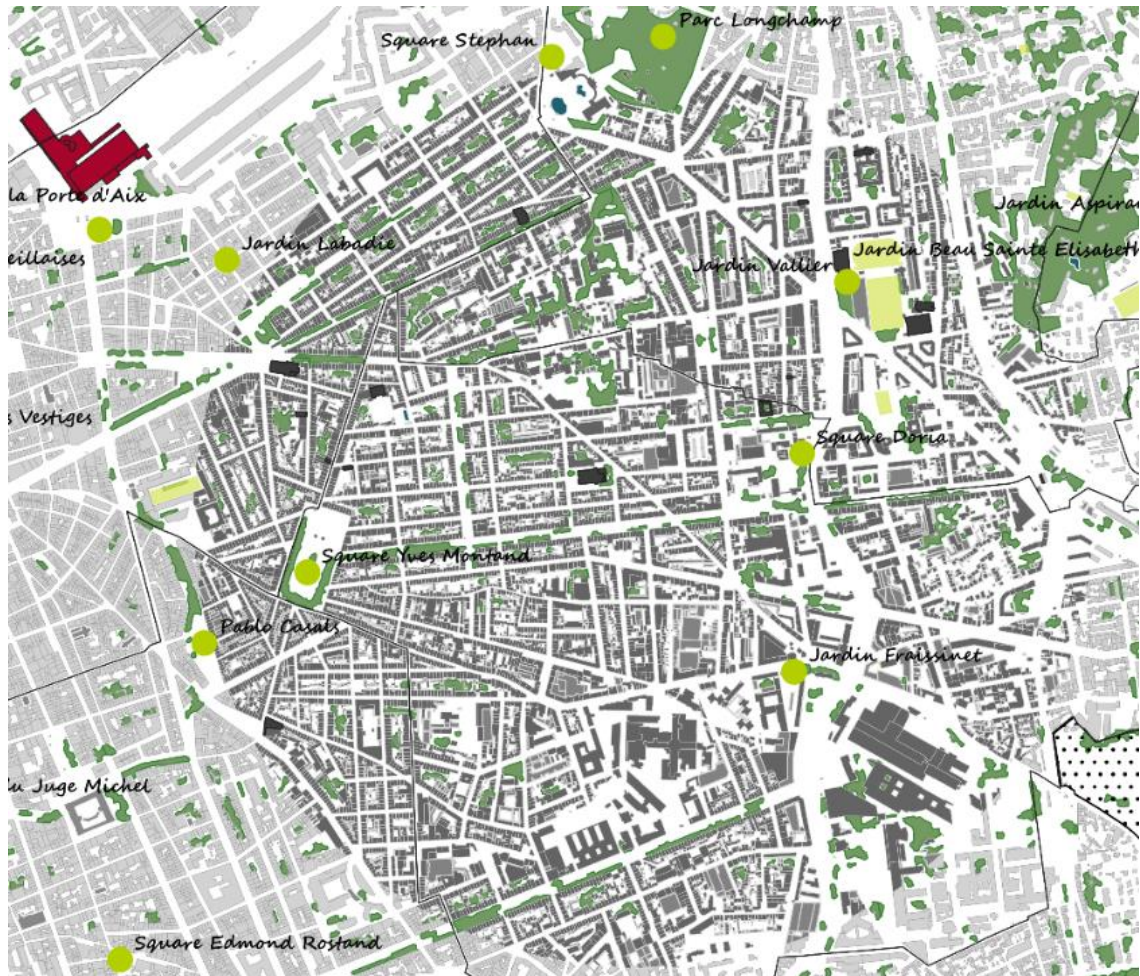 Parc Longchamp
Square Stephan
la Porte d'Aix
Jardin Aspiran
Jardin Labadie
Jardin Beau Sainte Elisabeth
eillaises
Jardin Vallier
s Vestiges
Square Doria
Square Yves Montand
Pablo Casals
Jardin Fraissinet
u Juge Michel
Square Edmond Rostand